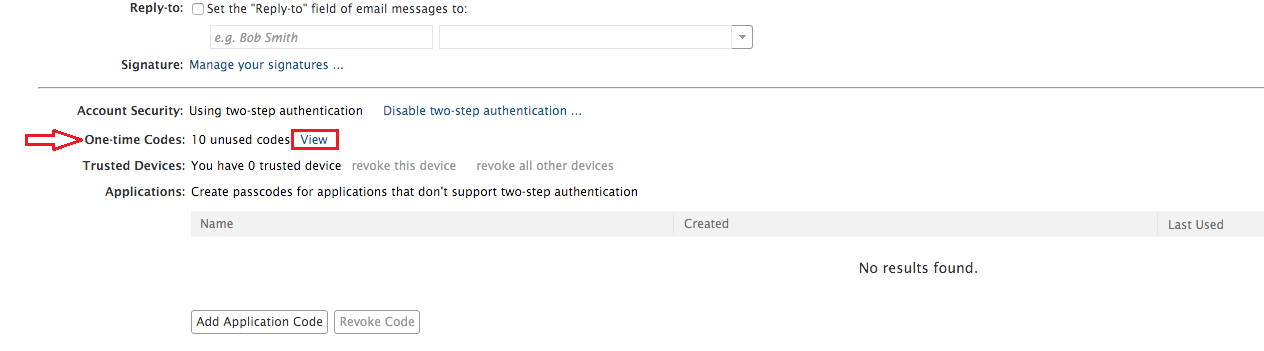 Reply-to: Set the "Reply-to" field of email messages to:
e.g. Bob Smith
Signature: Manage your signatures ...
Account Security: Using two-step authentication Disable two-step authentication ...
One-time Codes: 10 unused codes View
Trusted Devices: You have 0 trusted device revoke this device revoke all other devices
Applications: Create passcodes for applications that don't support two-step authentication
Name Created Last Used
No results found.
Add Application Code Revoke Code